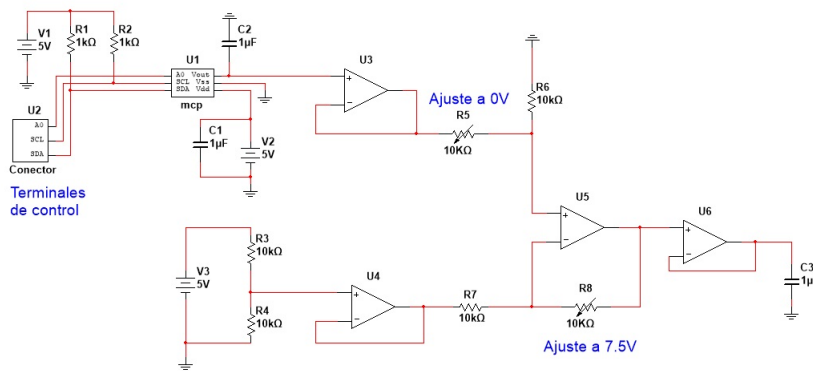 V1
5V
R1
1kΩ
R2
1kΩ
C2
1µF
U1
A0 Vout
SCL Vss
SDA Vdd
mcp
U2
A0
SCL
SDA
Conector
Terminales
de control
C1
1µF
V2
5V
U3
Ajuste a 0V
R5
10KΩ
R6
10kΩ
U5
U6
C3
1µ
V3
5V
R3
10kΩ
R4
10kΩ
U4
R7
10kΩ
R8
10KΩ
Ajuste a 7.5V